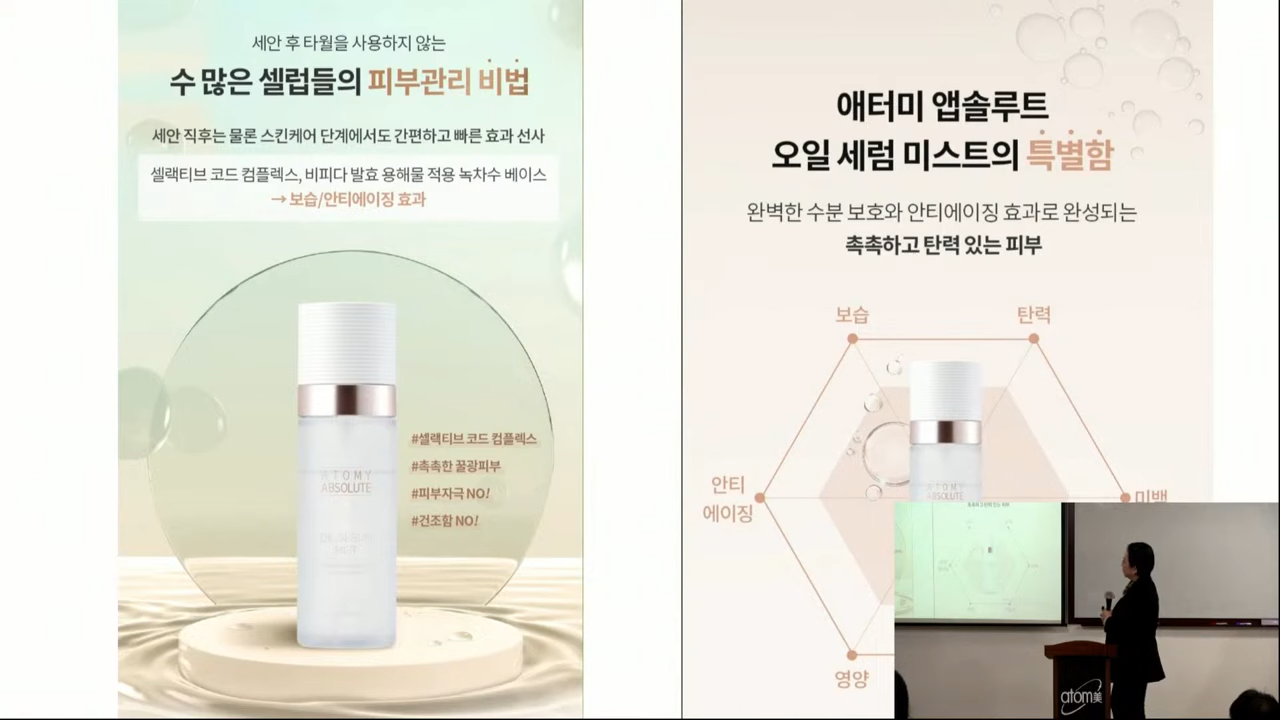 세안 후 타월을 사용하지 않는
수 많은 셀럽들의 피부관리 비법
세안 직후는 물론 스킨케어 단계에서도 간편하고 빠른 효과 선사
셀랙티브 코드 컴플렉스, 비피다 발효 용해물 적용 녹차수 베이스
→ 보습/안티에이징 효과
ATOMY
ABSOLUTE
#셀랙티브 코드 컴플렉스
#촉촉한 꿀광피부
#피부자극 NO!
#건조함 NO!
애터미 앱솔루트
오일 세럼 미스트의 특별함
완벽한 수분 보호와 안티에이징 효과로 완성되는
촉촉하고 탄력 있는 피부
보습
탄력
안티
에이징
미백
ATOMY
ABSOLUTE
영양
atom美